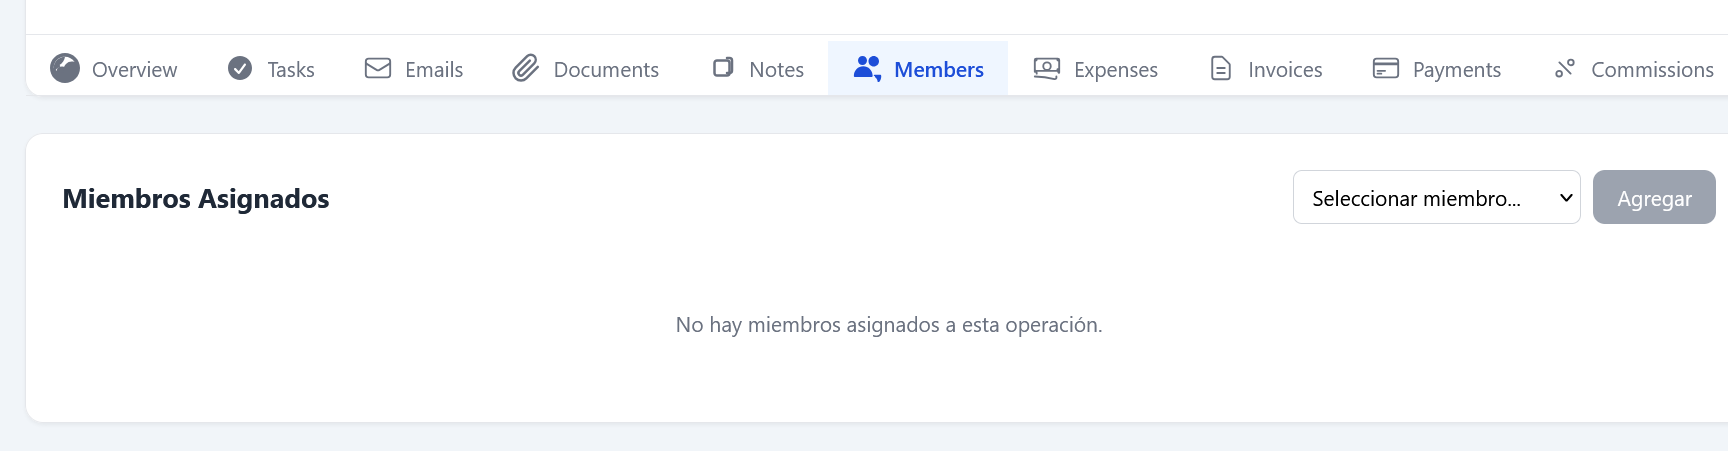 Overview Tasks Emails Documents Notes Members Expenses Invoices Payments Commissions
Miembros Asignados Seleccionar miembro... Agregar
No hay miembros asignados a esta operación.